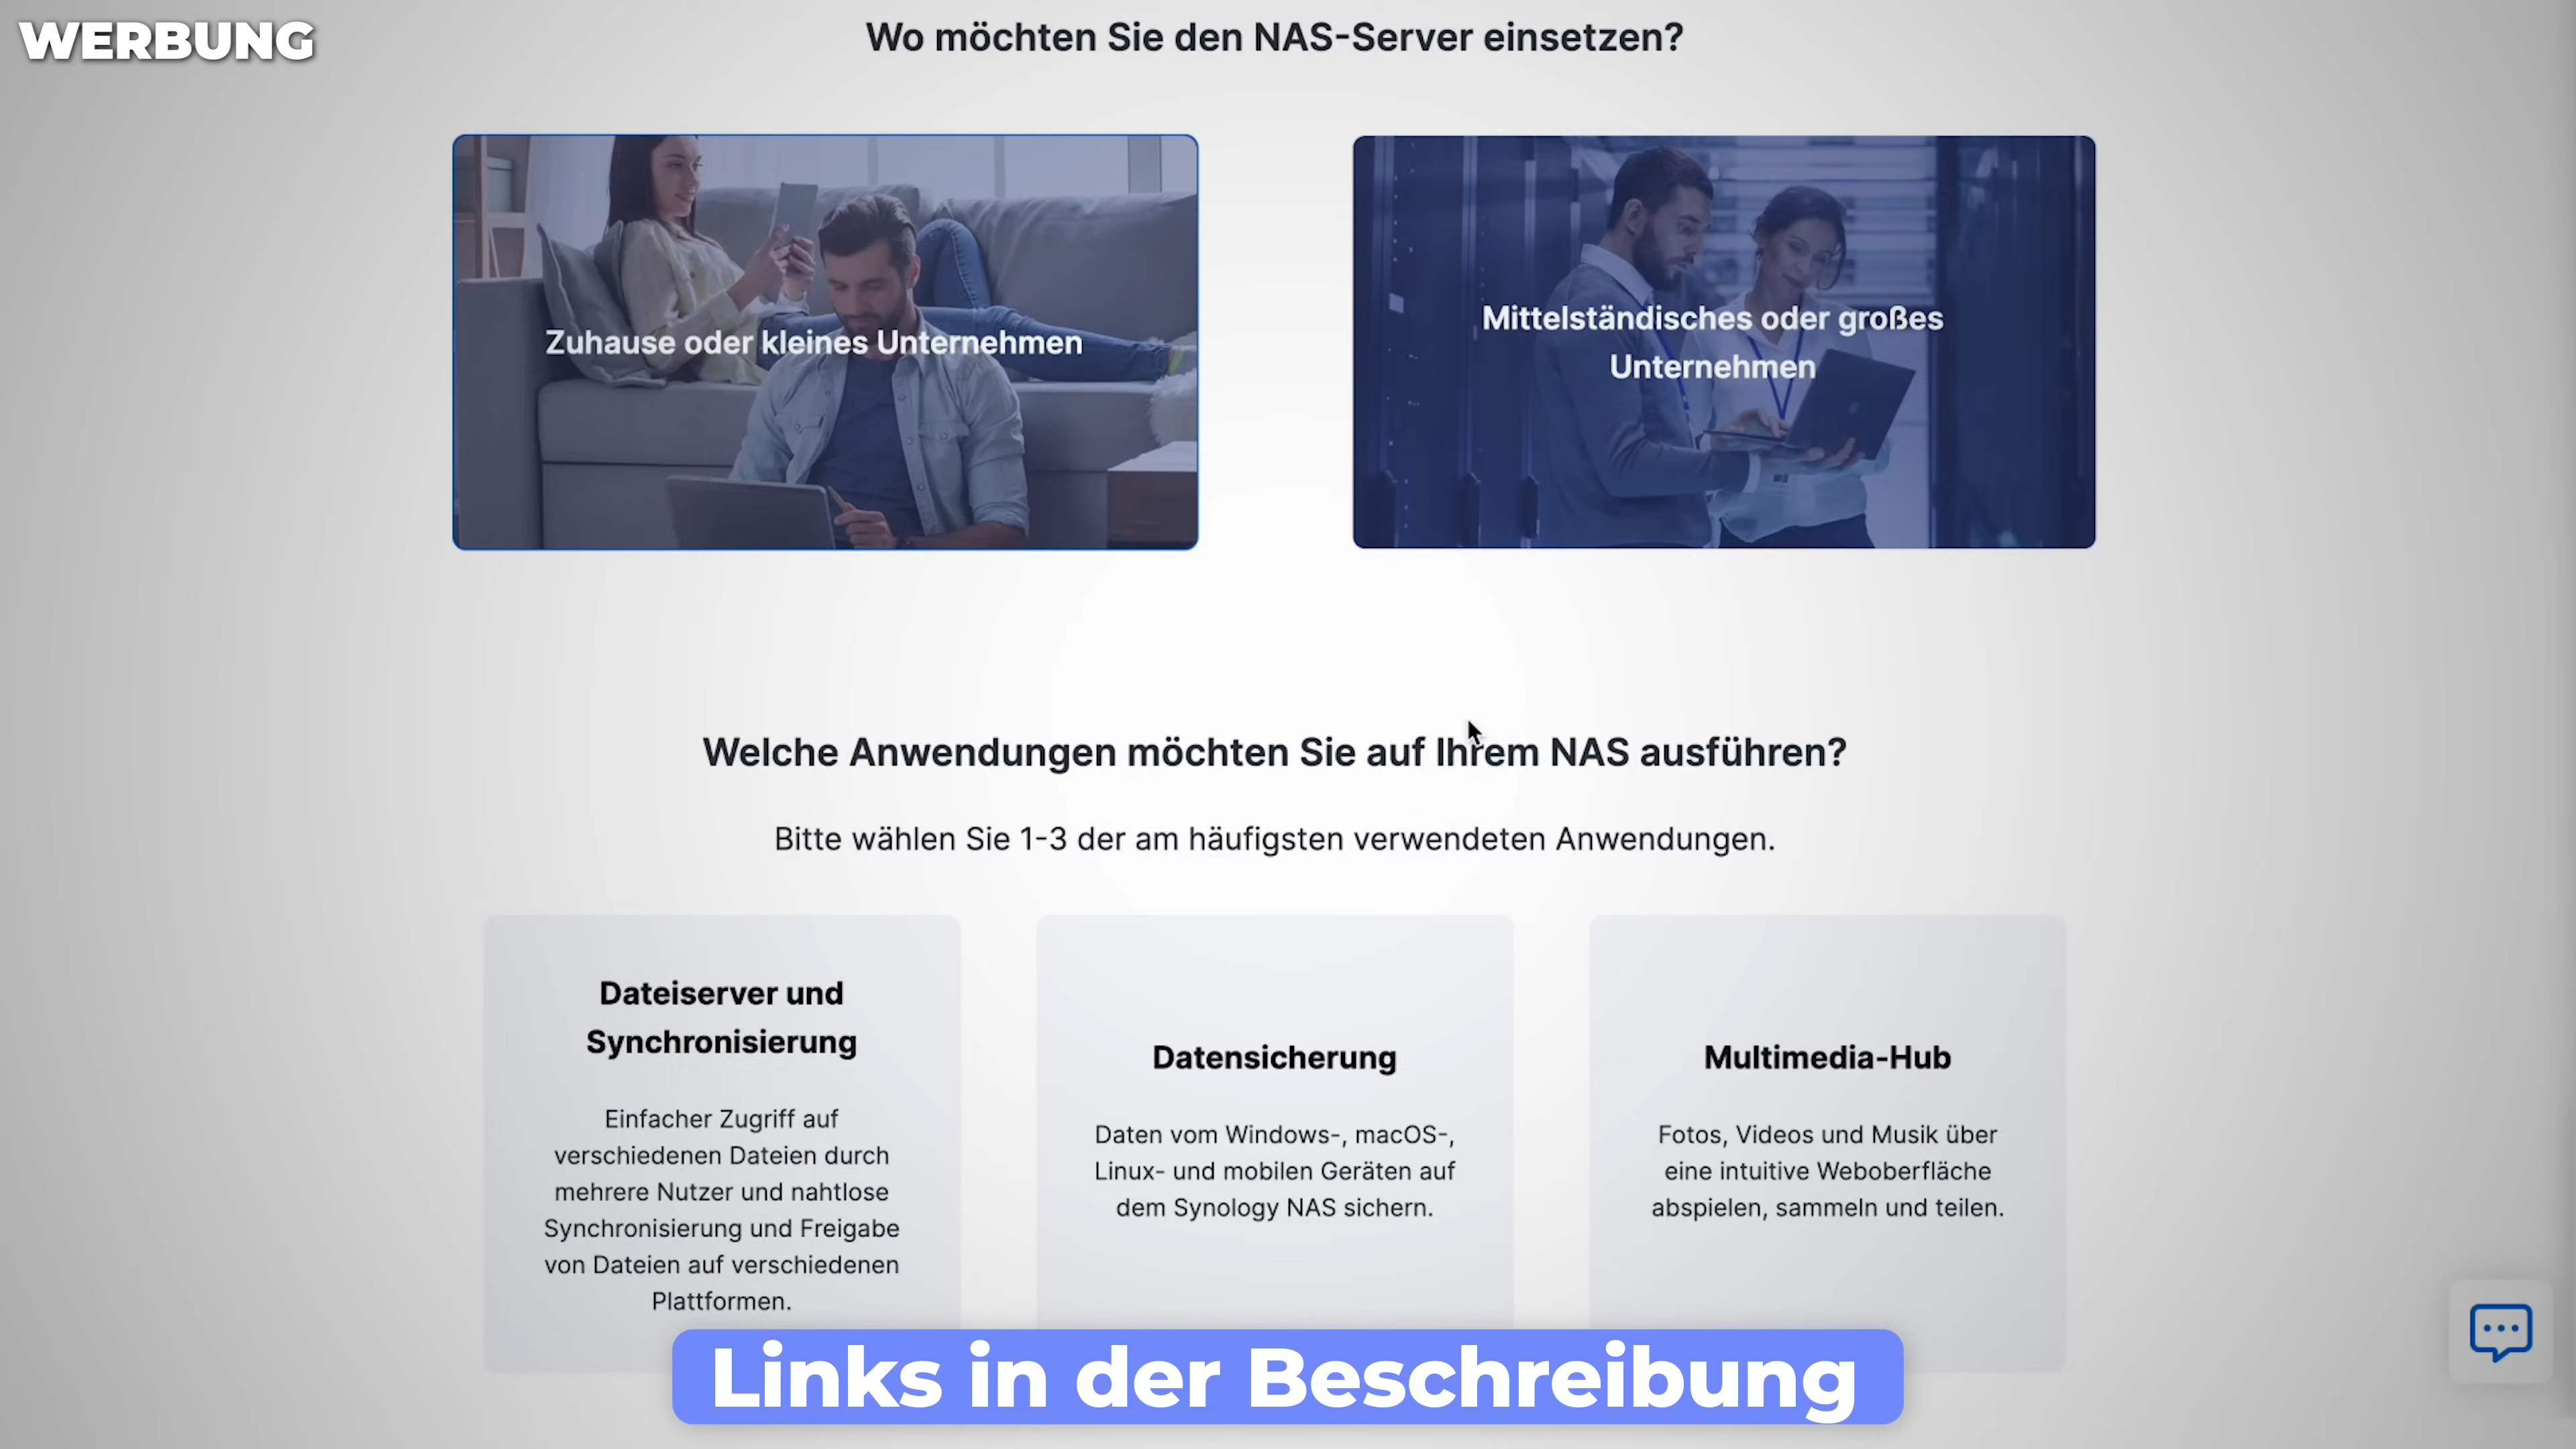 WERBUNG
Wo möchten Sie den NAS-Server einsetzen?
Zuhause oder kleines Unternehmen
Mittelständisches oder großes
Unternehmen
Welche Anwendungen möchten Sie auf Ihrem NAS ausführen?
Bitte wählen Sie 1-3 der am häufigsten verwendeten Anwendungen.
Dateiserver und
Synchronisierung
Einfacher Zugriff auf
verschiedenen Dateien durch
mehrere Nutzer und nahtlose
Synchronisierung und Freigabe
von Dateien auf verschiedenen
Plattformen.
Datensicherung
Daten vom Windows-, macOS-,
Linux- und mobilen Geräten auf
dem Synology NAS sichern.
Multimedia-Hub
Fotos, Videos und Musik über
eine intuitive Weboberfläche
abspielen, sammeln und teilen.
Links in der Beschreibung